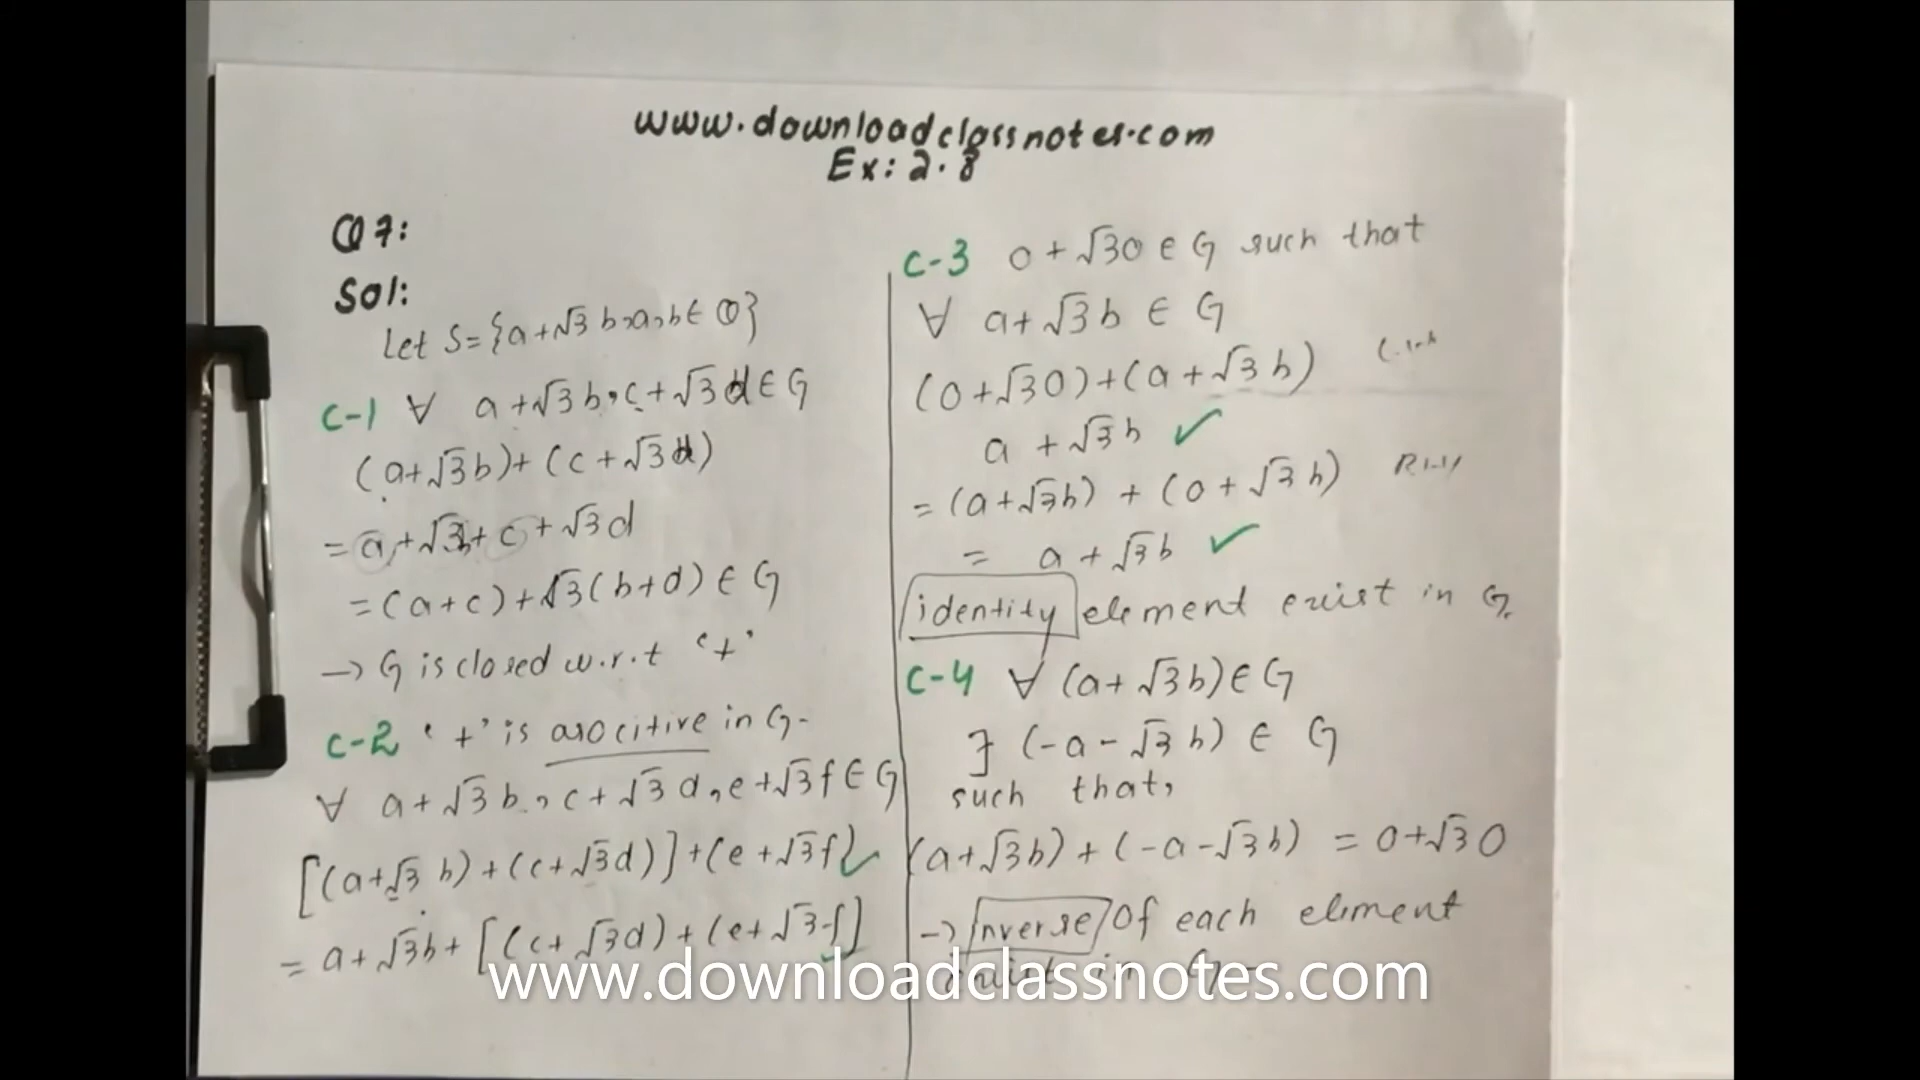 www.downloadclassnotes.com
Ex: 2.8
Q7:
Sol:
Let S = {a+√3 b, a, b ∈ Q}
C-1 ∀ a+√3b, c+√3d ∈ G
(a+√3b)+(c+√3d)
= a+√3b+c+√3d
= (a+c)+√3(b+d) ∈ G
→ G is closed w.r.t '+'
C-2 '+' is asocitive in G-
∀ a+√3b, c+√3d, e+√3f ∈ G
[(a+√3 b)+(c+√3d)]+(e+√3f)
= a+√3b+[(c+√3d)+(e+√3f]
C-3 0+√30 ∈ G such that
∀ a+√3b ∈ G
(0+√30)+(a+√3b)
a+√3b ✓
= (a+√3b) + (0+√3b)
= a+√3b ✓
identity element exist in G.
C-4 ∀ (a+√3b) ∈ G
∃ (-a-√3b) ∈ G
such that,
(a+√3b)+(-a-√3b) = 0+√30
→ Inverse of each element
in G-
www.downloadclassnotes.com